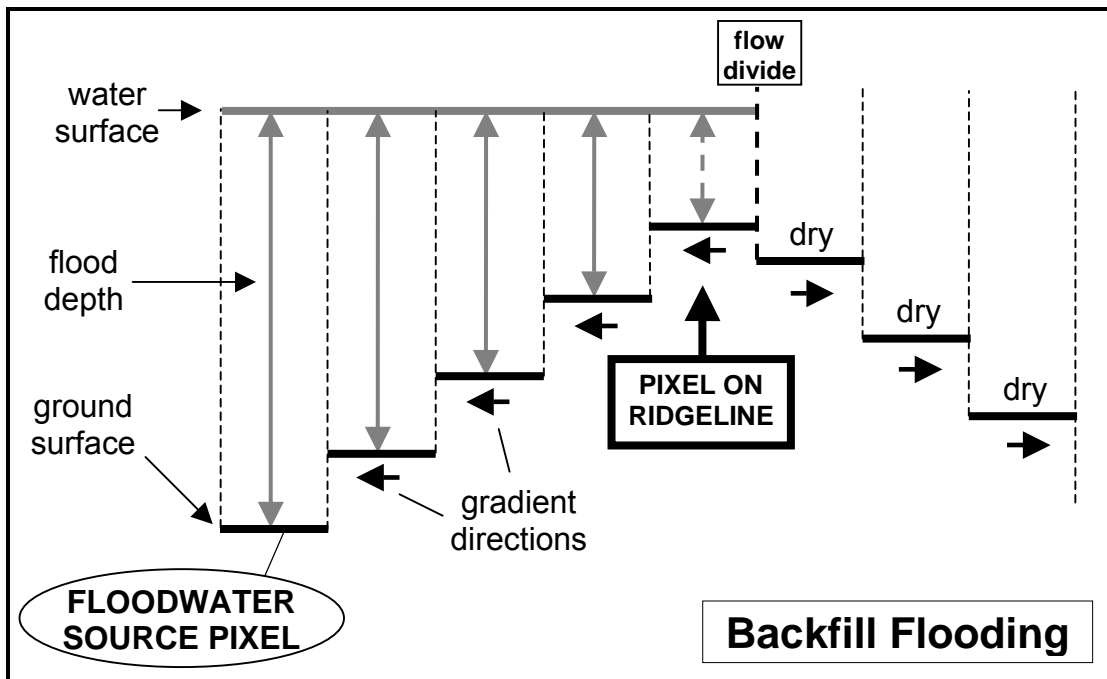 flow
divide
water
surface
dry
flood
depth
dry
PIXEL ON
RIDGELINE
dry
ground
surface
gradient
directions
FLOODWATER
SOURCE PIXEL
Backfill Flooding